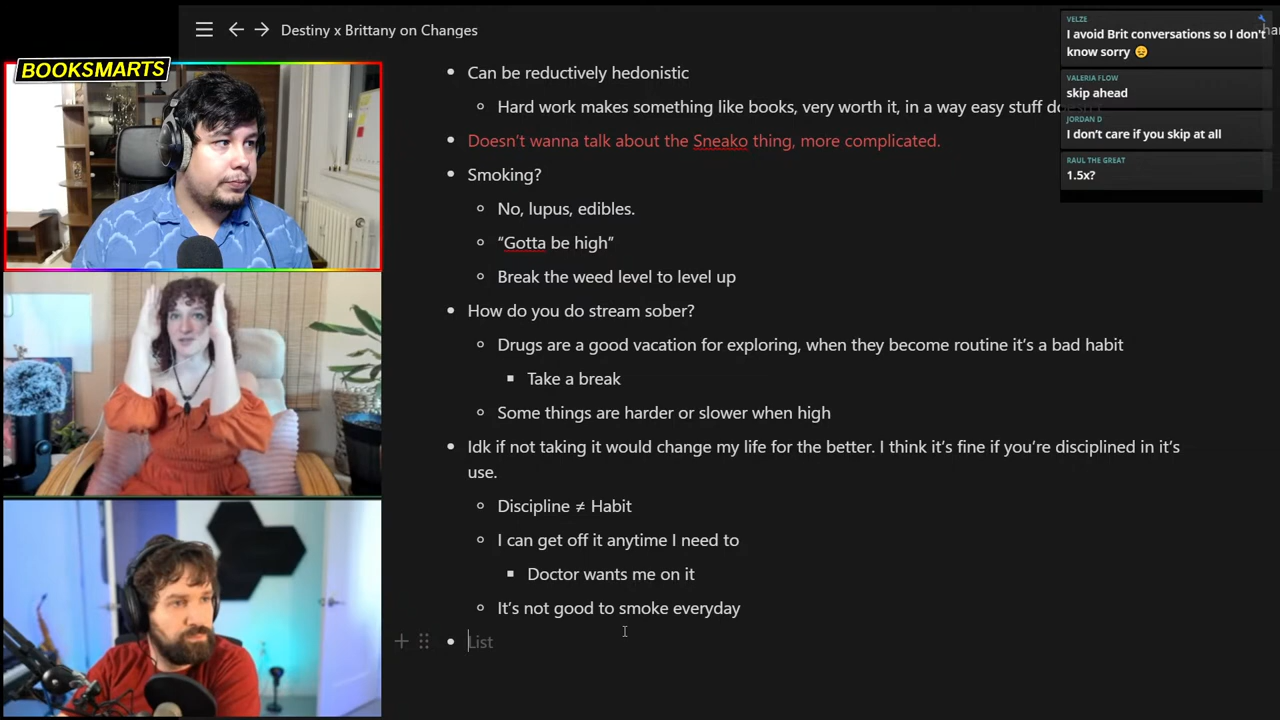 Destiny x Brittany on Changes
BOOKSMARTS
Can be reductively hedonistic
Hard work makes something like books, very worth it, in a way easy stuff doesn't
Doesn't wanna talk about the Sneako thing, more complicated.
Smoking?
No, lupus, edibles.
“Gotta be high”
Break the weed level to level up
How do you do stream sober?
Drugs are a good vacation for exploring, when they become routine it’s a bad habit
Take a break
Some things are harder or slower when high
Idk if not taking it would change my life for the better. I think it’s fine if you’re disciplined in it’s
use.
Discipline ≠ Habit
I can get off it anytime I need to
Doctor wants me on it
It’s not good to smoke everyday
List
VELZE
I avoid Brit conversations so I don't
know sorry 😔
VALERIA FLOW
skip ahead
JORDAN D
I don’t care if you skip at all
RAUL THE GREAT
1.5x?